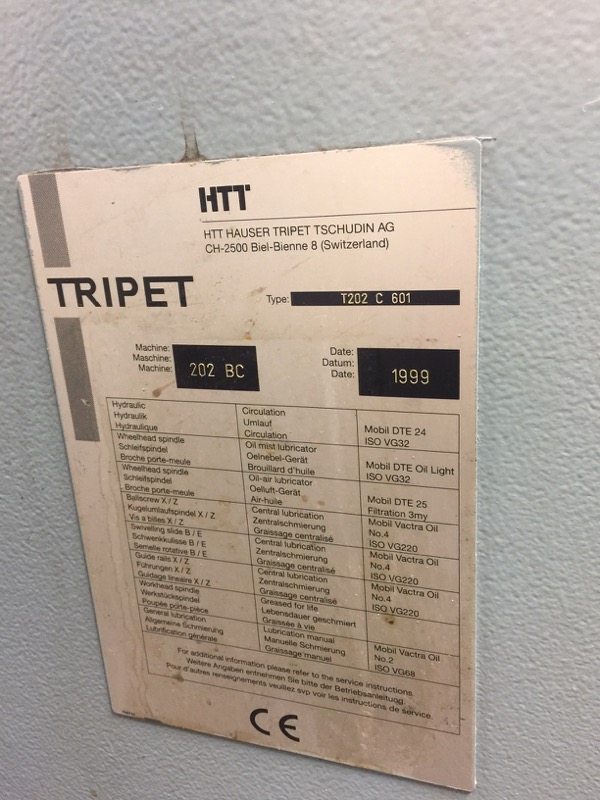 HTT
HTT HAUSER TRIPET TSCHUDIN AG
CH-2500 Biel-Bienne 8 (Switzerland)
TRIPET
Type: T202 C 601
Machine:
Maschine:
Machine:
202 BC
Date:
Datum:
Date:
1999
Hydraulic
Hydraulik
Hydraulique
Circulation
Umlauf
Circulation
Mobil DTE 24
ISO VG32
Wheelhead spindle
Schleifspindel
Broche porte-meule
Oil mist lubricator
Oelnebel-Gerät
Brouillard d'huile
Mobil DTE Oil Light
ISO VG32
Wheelhead spindle
Schleifspindel
Broche porte-meule
Oil-air lubricator
Oelluft-Gerät
Air-huile
Mobil DTE 25
Filtration 3my
Ballscrew X / Z
Kugelumlaufspindel X / Z
Vis a billes X / Z
Central lubrication
Zentralschmierung
Graissage centralisé
Mobil Vactra Oil
No.4
ISO VG220
Swivelling slide B / E
Schwenkkulisse B / E
Semelle rotative B / E
Central lubrication
Zentralschmierung
Graissage centralisé
Mobil Vactra Oil
No.4
ISO VG220
Guide rails X / Z
Führungen X / Z
Guidage lineaire X / Z
Central lubrication
Zentralschmierung
Graissage centralisé
Mobil Vactra Oil
No.4
ISO VG220
Workhead spindle
Werkstückspindel
Poupée porte-pièce
Greased for life
Lebensdauer geschmiert
Graissée à vie
General lubrication
Allgemeine Schmierung
Lubrification générale
Lubrication manual
Manuelle Schmierung
Graissage manuel
Mobil Vactra Oil
No.2
ISO VG68
For additional information please refer to the service instructions.
Weitere Angaben entnehmen Sie bitte der Betriebsanleitung.
Pour d'autres renseignements veuillez svp voir les instructions de service.
CE